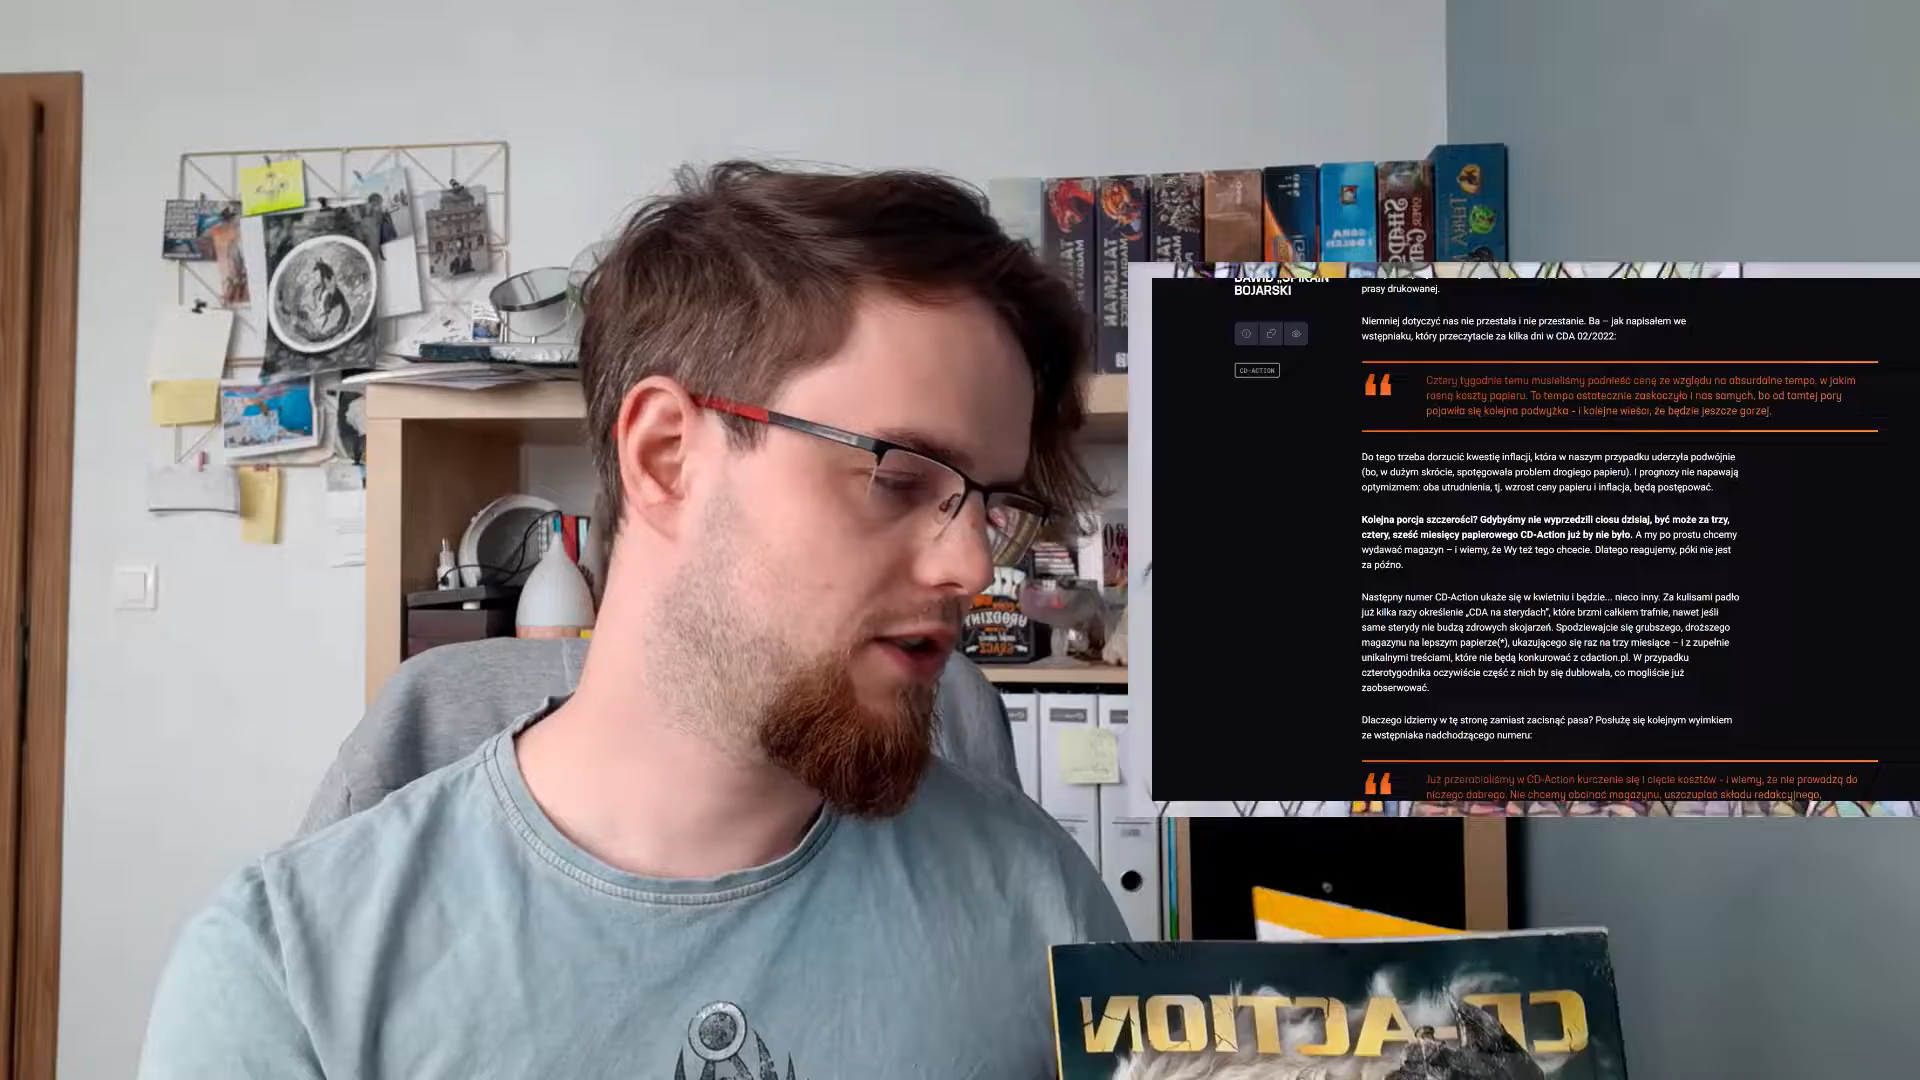 DAWID „SPIKAIN”
BOJARSKI
CD-ACTION
prasy drukowanej.
Niemniej dotyczyć nas nie przestała i nie przestanie. Ba – jak napisałem we
wstępniaku, który przeczytacie za kilka dni w CDA 02/2022:
Cztery tygodnie temu musieliśmy podnieść cenę ze względu na absurdalne tempo, w jakim
rosną koszty papieru. To tempo ostatecznie zaskoczyło i nas samych, bo od tamtej pory
pojawiła się kolejna podwyżka – i kolejne wieści, że będzie jeszcze gorzej.
Do tego trzeba dorzucić kwestię inflacji, która w naszym przypadku uderzyła podwójnie
(bo, w dużym skrócie, spotęgowała problem drogiego papieru). I prognozy nie napawają
optymizmem: oba utrudnienia, tj. wzrost ceny papieru i inflacja, będą postępować.
Kolejna porcja szczerości? Gdybyśmy nie wyprzedzili ciosu dzisiaj, być może za trzy,
cztery, sześć miesięcy papierowego CD-Action już by nie było. A my po prostu chcemy
wydawać magazyn – i wiemy, że Wy też tego chcecie. Dlatego reagujemy, póki nie jest
za późno.
Następny numer CD-Action ukaże się w kwietniu i będzie... nieco inny. Za kulisami padło
już kilka razy określenie „CDA na sterydach”, które brzmi całkiem trafnie, nawet jeśli
same sterydy nie budzą zdrowych skojarzeń. Spodziewajcie się grubszego, droższego
magazynu na lepszym papierze(*), ukazującego się raz na trzy miesiące – i z zupełnie
unikalnymi treściami, które nie będą konkurować z cdaction.pl. W przypadku
czterotygodnika oczywiście część z nich by się dublowała, co mogliście już
zaobserwować.
Dlaczego idziemy w tę stronę zamiast zacisnąć pasa? Posłużę się kolejnym wyimkiem
ze wstępniaka nadchodzącego numeru:
Już przerabialiśmy w CD-Action kurczenie się i cięcie kosztów – i wiemy, że nie prowadzą do
niczego dobrego. Nie chcemy obcinać magazynu, uszczuplać składu redakcyjnego,
TALISMAN
MAGIA I MIECZ
TALISMAN
TALISMAN
CD-ACTION